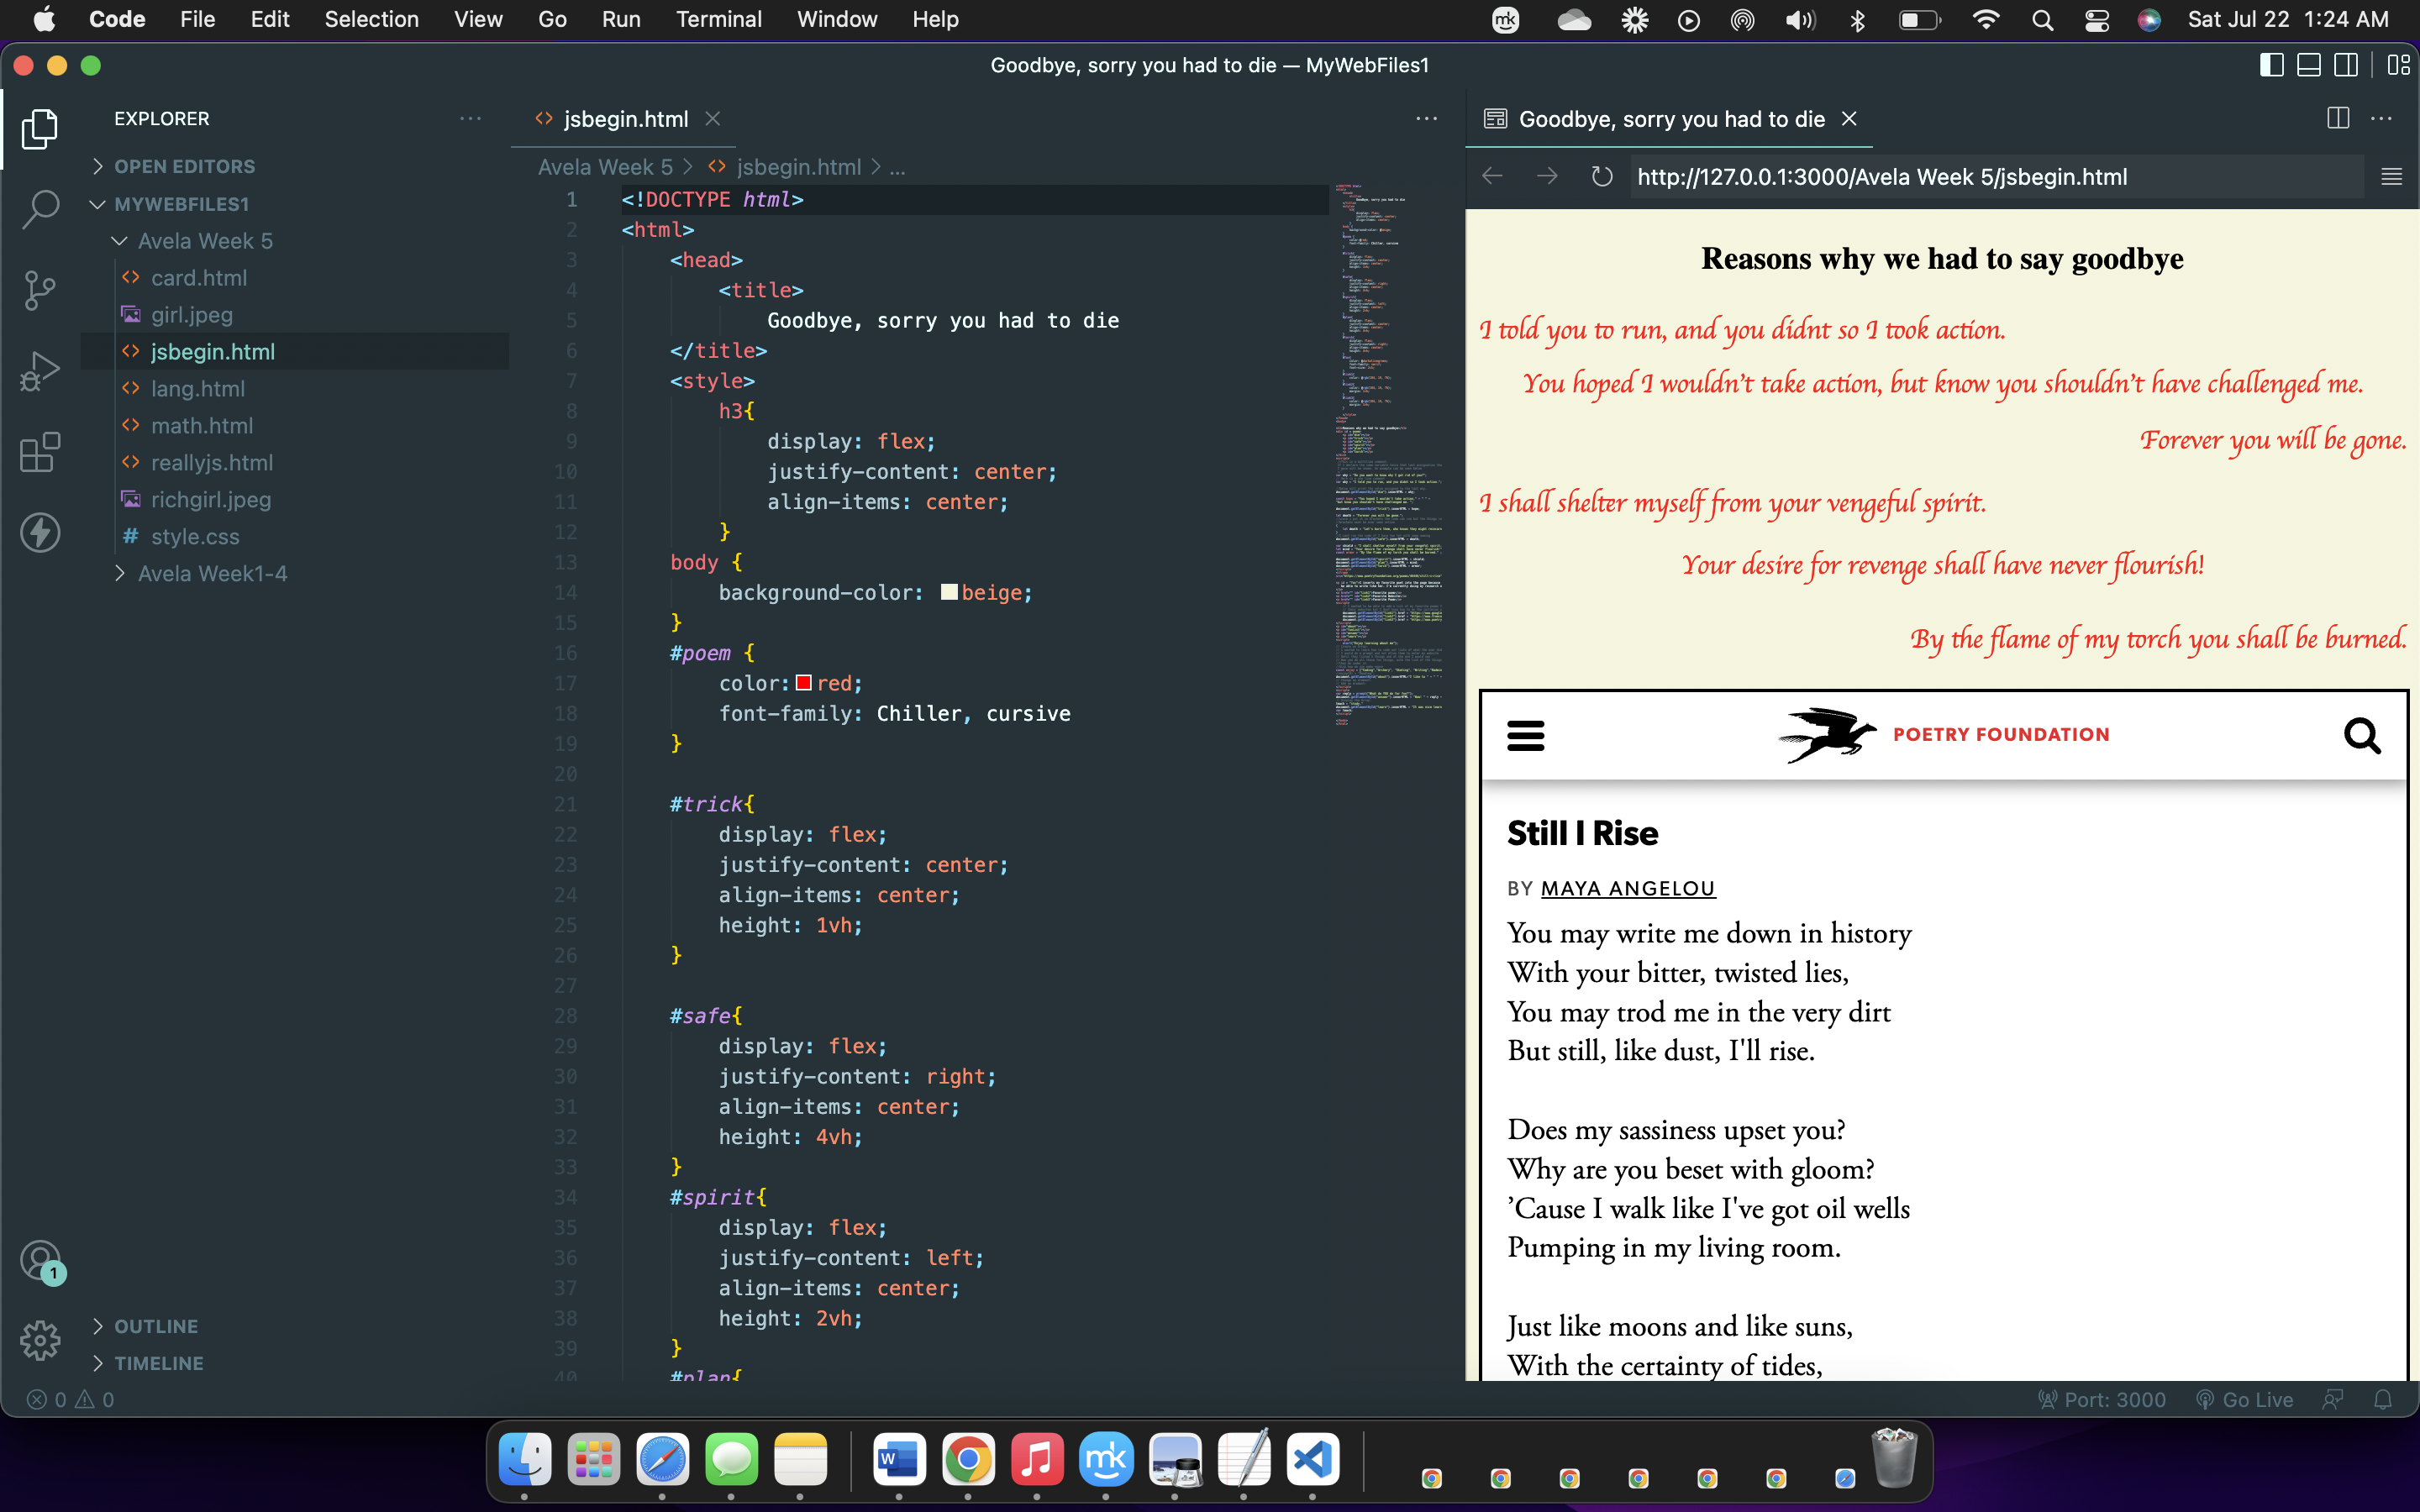 Code File Edit Selection View Go Run Terminal Window Help
mk
Sat Jul 22 1:24 AM
Goodbye, sorry you had to die — MyWebFiles1
EXPLORER
OPEN EDITORS
MYWEBFILES1
Avela Week 5
card.html
girl.jpeg
jsbegin.html
lang.html
math.html
reallyjs.html
richgirl.jpeg
# style.css
Avela Week1-4
OUTLINE
TIMELINE
1
jsbegin.html
Avela Week 5 > jsbegin.html > ...
1 <!DOCTYPE html>
2 <html>
3 <head>
4 <title>
5 Goodbye, sorry you had to die
6 </title>
7 <style>
8 h3{
9 display: flex;
10 justify-content: center;
11 align-items: center;
12 }
13 body {
14 background-color: beige;
15 }
16 #poem {
17 color: red;
18 font-family: Chiller, cursive
19 }
20
21 #trick{
22 display: flex;
23 justify-content: center;
24 align-items: center;
25 height: 1vh;
26 }
27
28 #safe{
29 display: flex;
30 justify-content: right;
31 align-items: center;
32 height: 4vh;
33 }
34 #spirit{
35 display: flex;
36 justify-content: left;
37 align-items: center;
38 height: 2vh;
39 }
40 #plan{
Goodbye, sorry you had to die
http://127.0.0.1:3000/Avela Week 5/jsbegin.html
Reasons why we had to say goodbye
I told you to run, and you didnt so I took action.
You hoped I wouldn't take action, but know you shouldn't have challenged me.
Forever you will be gone.
I shall shelter myself from your vengeful spirit.
Your desire for revenge shall have never flourish!
By the flame of my torch you shall be burned.
POETRY FOUNDATION
Still I Rise
BY MAYA ANGELOU
You may write me down in history
With your bitter, twisted lies,
You may trod me in the very dirt
But still, like dust, I'll rise.
Does my sassiness upset you?
Why are you beset with gloom?
’Cause I walk like I've got oil wells
Pumping in my living room.
Just like moons and like suns,
With the certainty of tides,
0 0
Port: 3000 Go Live
W
mk